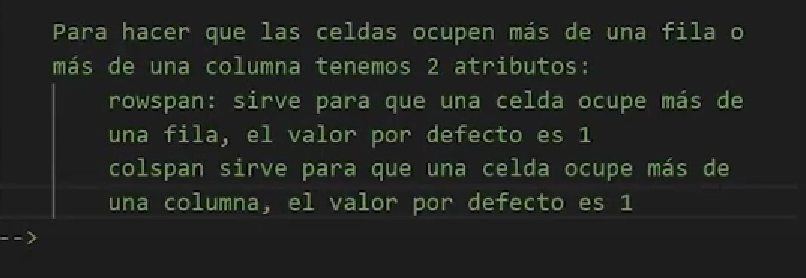 Para hacer que las celdas ocupen más de una fila o
más de una columna tenemos 2 atributos:
rowspan: sirve para que una celda ocupe más de
una fila, el valor por defecto es 1
colspan sirve para que una celda ocupe más de
una columna, el valor por defecto es 1
-->